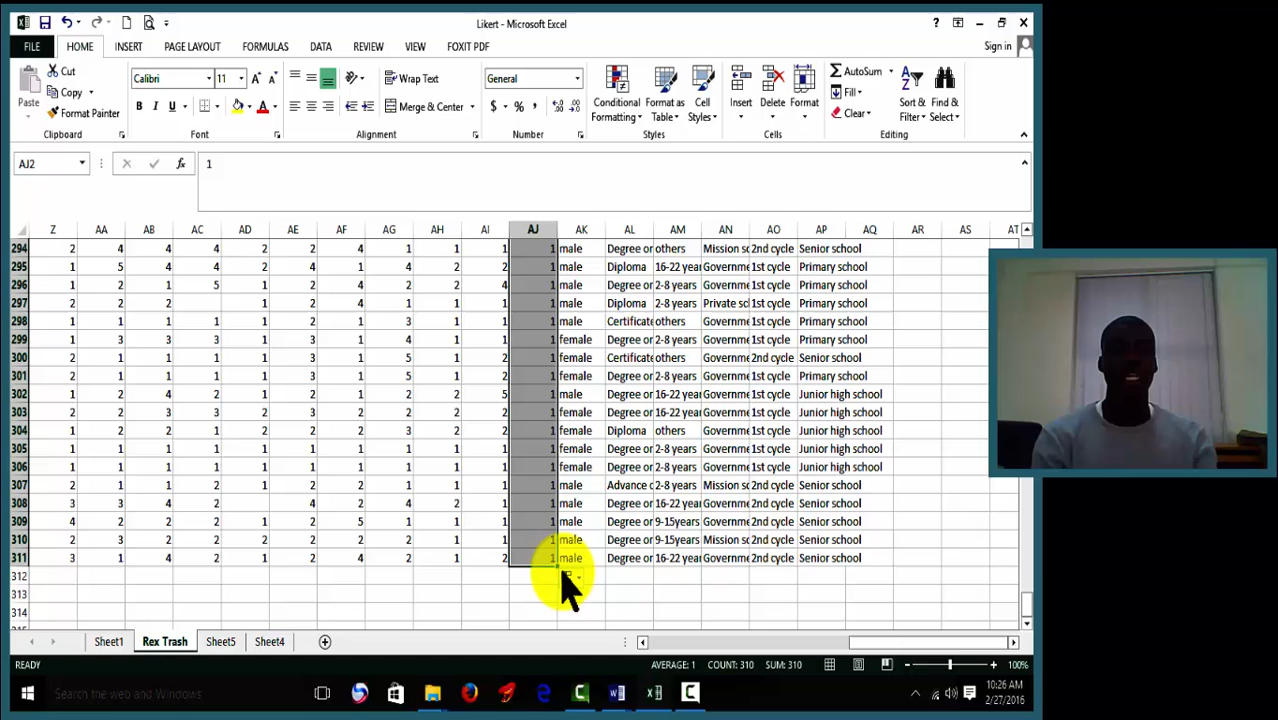 Likert - Microsoft Excel
?
Sign in
FILE HOME INSERT PAGE LAYOUT FORMULAS DATA REVIEW VIEW FOXIT PDF
Paste
Cut
Copy
Format Painter
Clipboard
Calibri 11
B I U
Font
Wrap Text
Merge & Center
Alignment
General
$ % ,
Number
Conditional Formatting
Format as Table
Cell Styles
Styles
Insert
Delete
Format
Cells
AutoSum
Fill
Clear
Sort & Filter
Find & Select
Editing
AJ2 fx 1
Z AA AB AC AD AE AF AG AH AI AJ AK AL AM AN AO AP AQ AR AS AT
294 2 4 4 4 2 2 4 1 1 1 1 male Degree or others Mission sc 2nd cycle Senior school
295 1 5 4 4 2 4 1 4 2 2 1 male Diploma 16-22 year Governme 1st cycle Primary school
296 1 2 1 5 1 2 4 2 2 4 1 male Degree or 2-8 years Governme 1st cycle Primary school
297 2 2 2 1 2 4 1 1 1 1 male Diploma 2-8 years Private sc 1st cycle Primary school
298 1 1 1 1 1 2 1 3 1 1 1 male Certificate others Governme 1st cycle Primary school
299 1 3 3 3 1 3 1 4 1 2 1 female Degree or 2-8 years Governme 1st cycle Primary school
300 2 1 1 1 1 3 1 5 1 2 1 female Certificate others Governme 2nd cycle Senior school
301 2 1 1 1 1 3 1 5 1 2 1 female Degree or 2-8 years Governme 1st cycle Primary school
302 1 2 4 2 1 2 1 2 2 5 1 male Degree or 16-22 year Governme 1st cycle Junior high school
303 2 2 3 3 2 3 2 2 2 2 1 female Degree or 16-22 year Governme 1st cycle Junior high school
304 2 1 1 1 2 2 2 3 2 2 1 female Diploma others Governme 1st cycle Junior high school
305 1 1 1 1 1 1 1 1 1 1 1 female Degree or 2-8 years Governme 1st cycle Junior high school
306 1 1 1 1 1 1 1 1 1 1 1 female Degree or 2-8 years Governme 1st cycle Junior high school
307 2 1 1 2 1 2 2 2 1 1 1 male Advance d 2-8 years Mission sc 2nd cycle Senior school
308 3 3 4 2 4 2 4 2 1 1 male Degree or 16-22 year Governme 2nd cycle Senior school
309 4 2 2 2 1 2 5 1 1 1 1 male Degree or 9-15years Governme 2nd cycle Senior school
310 2 3 2 2 2 2 2 2 1 1 1 male Degree or 9-15years Mission sc 2nd cycle Senior school
311 3 1 4 2 1 2 4 2 1 2 1 male Degree or 16-22 year Governme 2nd cycle Senior school
312
313
314
Sheet1 Rex Trash Sheet5 Sheet4
READY AVERAGE: 1 COUNT: 310 SUM: 310 100%
Search the web and Windows
10:26 AM
2/27/2016